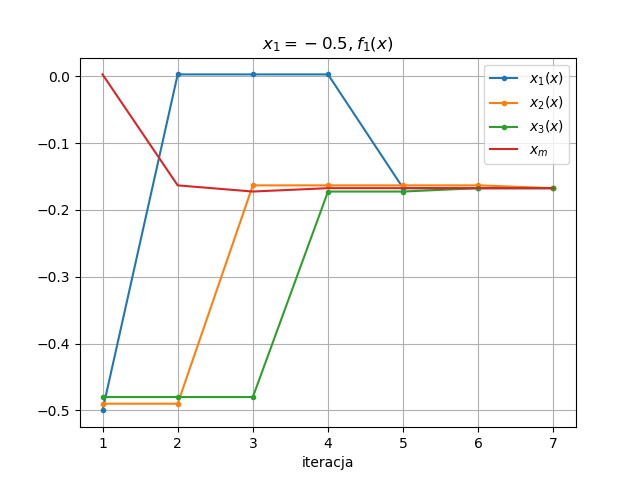 x₁ = −0.5, f₁(x)
0.0
−0.1
−0.2
−0.3
−0.4
−0.5
x₁(x)
x₂(x)
x₃(x)
xₘ
1 2 3 4 5 6 7
iteracja